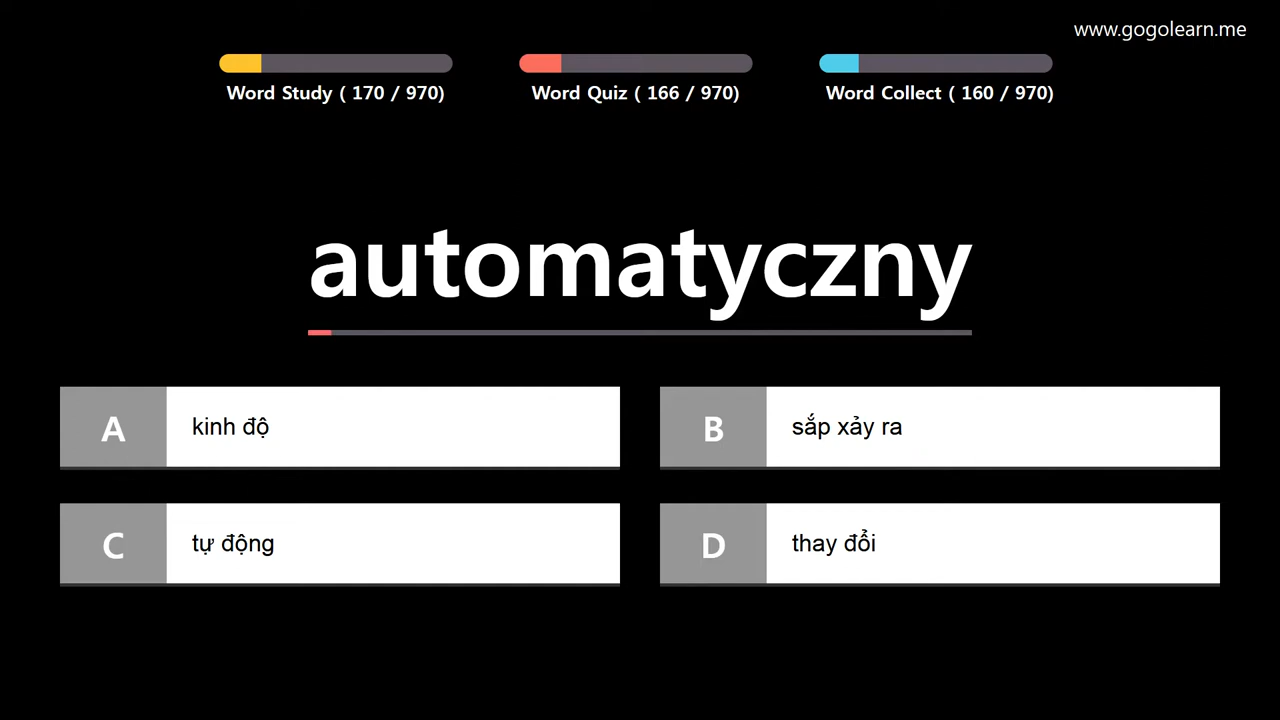 www.gogolearn.me
Word Study ( 170 / 970)
Word Quiz ( 166 / 970)
Word Collect ( 160 / 970)
automatyczny
A kinh độ
B sắp xảy ra
C tự động
D thay đổi